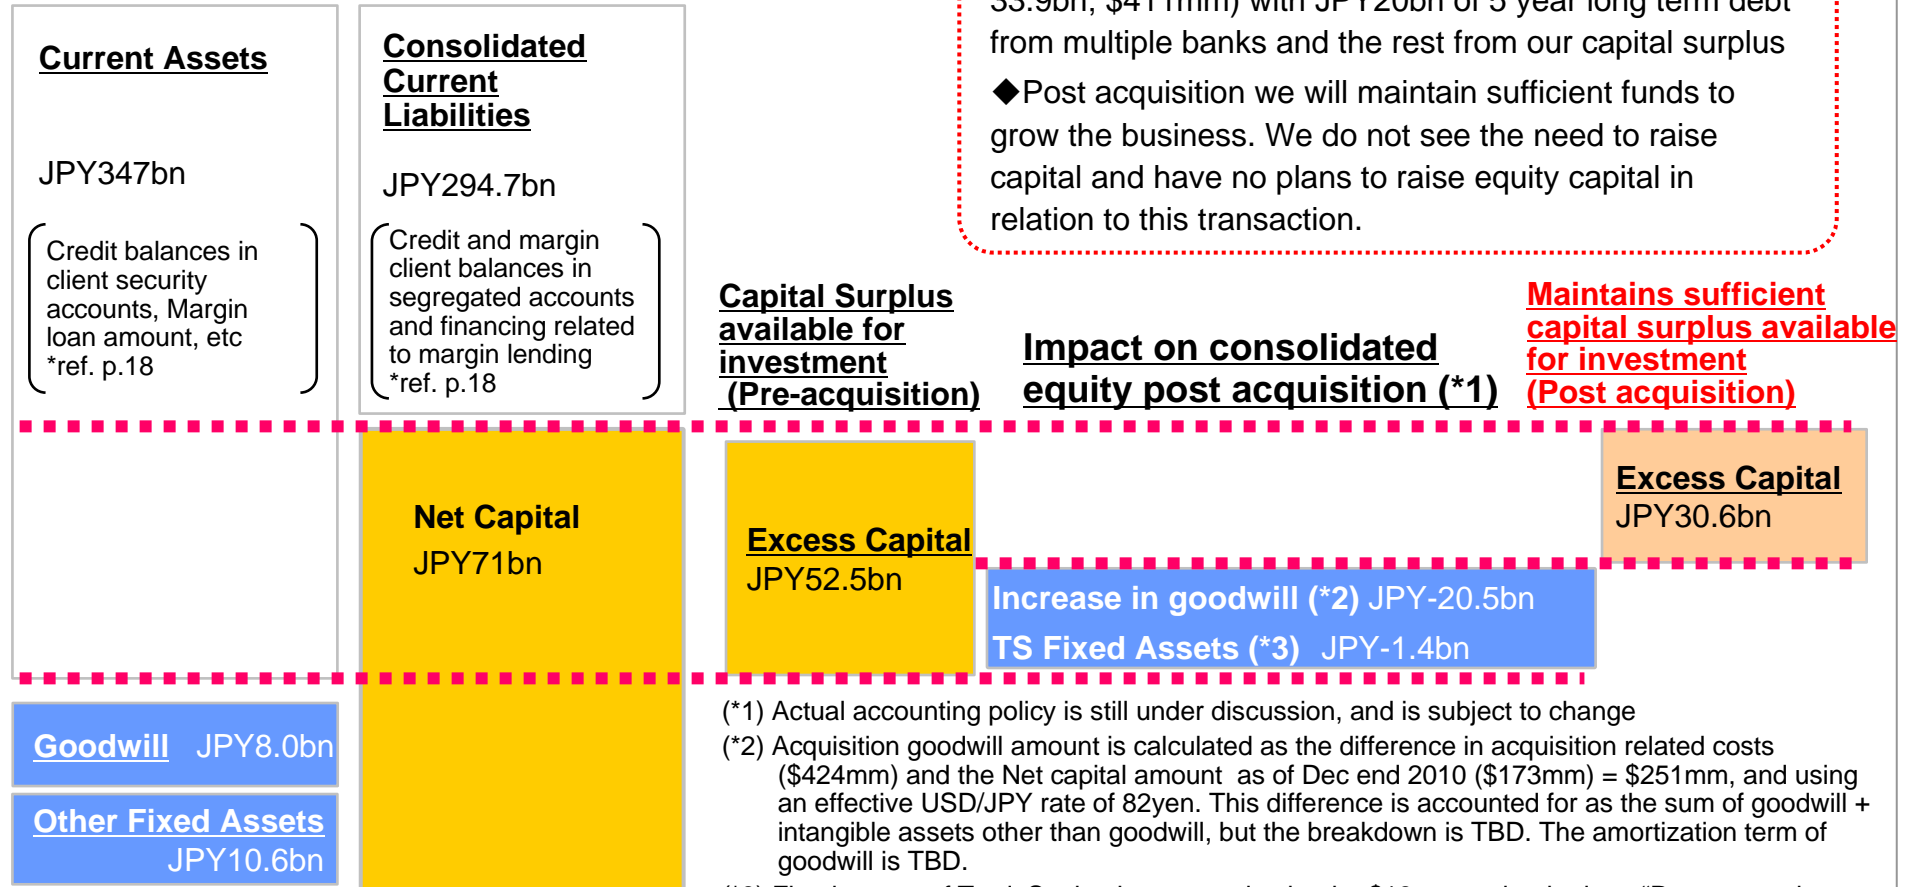 Current Assets
JPY347bn
Credit balances in
client security
accounts, Margin
loan amount, etc
*ref. p.18
Consolidated
Current
Liabilities
JPY294.7bn
Credit and margin
client balances in
segregated accounts
and financing related
to margin lending
*ref. p.18
33.9bn, $411mm) with JPY20bn of 5 year long term debt
from multiple banks and the rest from our capital surplus
◆Post acquisition we will maintain sufficient funds to
grow the business. We do not see the need to raise
capital and have no plans to raise equity capital in
relation to this transaction.
Capital Surplus
available for
investment
(Pre-acquisition)
Impact on consolidated
equity post acquisition (*1)
Maintains sufficient
capital surplus available
for investment
(Post acquisition)
Net Capital
JPY71bn
Excess Capital
JPY52.5bn
Excess Capital
JPY30.6bn
Increase in goodwill (*2) JPY-20.5bn
TS Fixed Assets (*3) JPY-1.4bn
Goodwill JPY8.0bn
Other Fixed Assets
JPY10.6bn
(*1) Actual accounting policy is still under discussion, and is subject to change
(*2) Acquisition goodwill amount is calculated as the difference in acquisition related costs
($424mm) and the Net capital amount as of Dec end 2010 ($173mm) = $251mm, and using
an effective USD/JPY rate of 82yen. This difference is accounted for as the sum of goodwill +
intangible assets other than goodwill, but the breakdown is TBD. The amortization term of
goodwill is TBD.